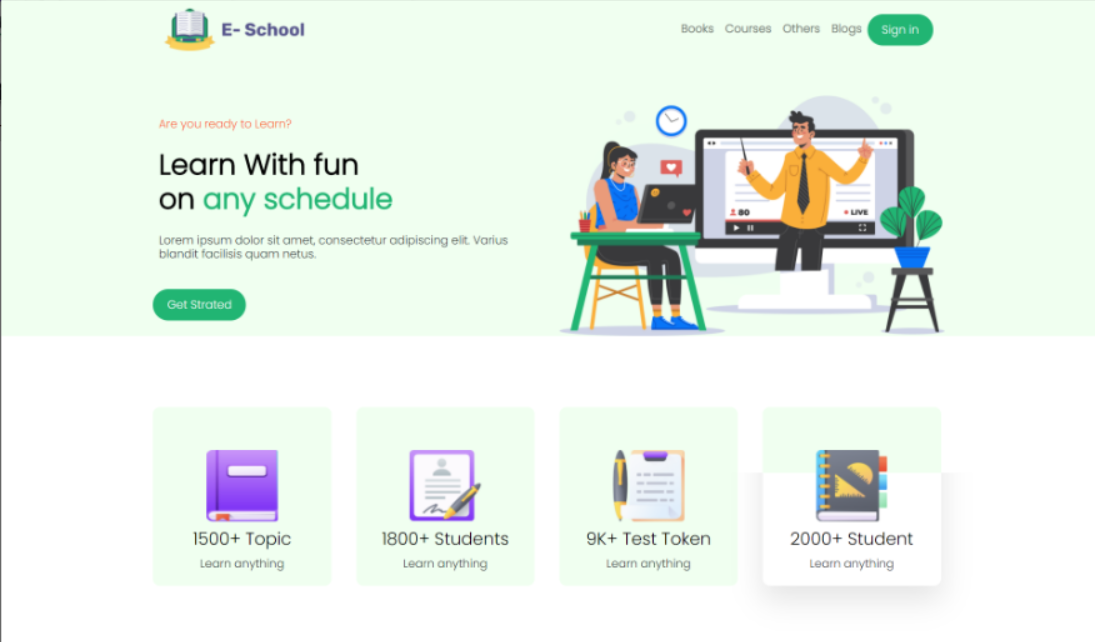 E- School
Books Courses Others Blogs Sign in
Are you ready to Learn?
Learn With fun
on any schedule
Lorem ipsum dolor sit amet, consectetur adipiscing elit. Varius
blandit facilisis quam netus.
Get Strated
80
LIVE
1500+ Topic
Learn anything
1800+ Students
Learn anything
9K+ Test Token
Learn anything
2000+ Student
Learn anything